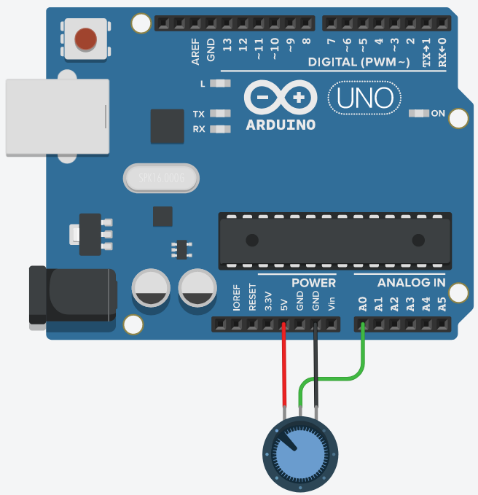 AREF
GND
13
12
~11
~10
~9
8
7
~6
~5
4
~3
2
TX→1
RX←0
DIGITAL (PWM~)
L
TX
RX
ARDUINO
UNO
ON
POWER
ANALOG IN
IOREF
RESET
3.3V
5V
GND
GND
Vin
A0
A1
A2
A3
A4
A5